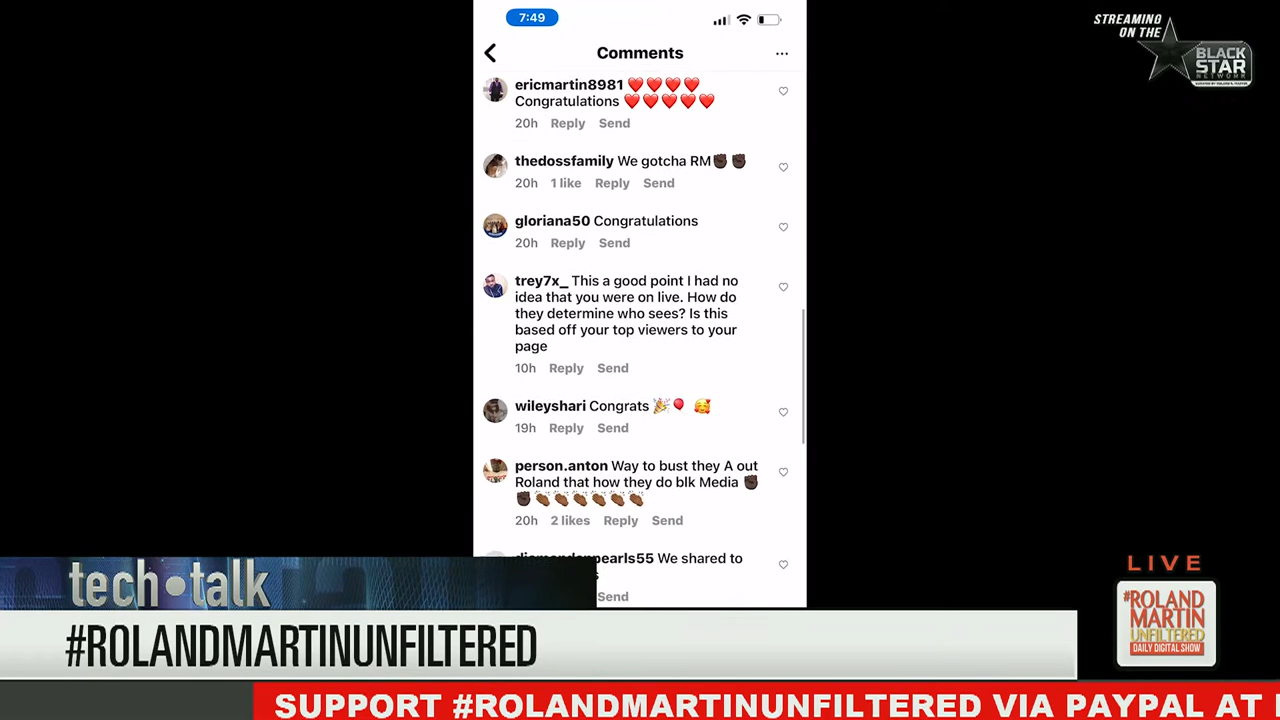 7:49
STREAMING
ON THE
BLACK
STAR
NETWORK
Comments
ericmartin8981 ❤️❤️❤️❤️
Congratulations ❤️❤️❤️❤️❤️
20h Reply Send
thedossfamily We gotcha RM✊🏿✊🏿
20h 1 like Reply Send
gloriana50 Congratulations
20h Reply Send
trey7x_ This a good point I had no
idea that you were on live. How do
they determine who sees? Is this
based off your top viewers to your
page
10h Reply Send
wileyshari Congrats 🎉🎈 🥰
19h Reply Send
person.anton Way to bust they A out
Roland that how they do blk Media ✊🏿
✊🏿👏🏾👏🏾👏🏾👏🏾👏🏾👏🏾
20h 2 likes Reply Send
We shared to
Send
tech•talk
#ROLANDMARTINUNFILTERED
LIVE
#ROLAND
MARTIN
UNFILTERED
DAILY DIGITAL SHOW
SUPPORT #ROLANDMARTINUNFILTERED VIA PAYPAL AT